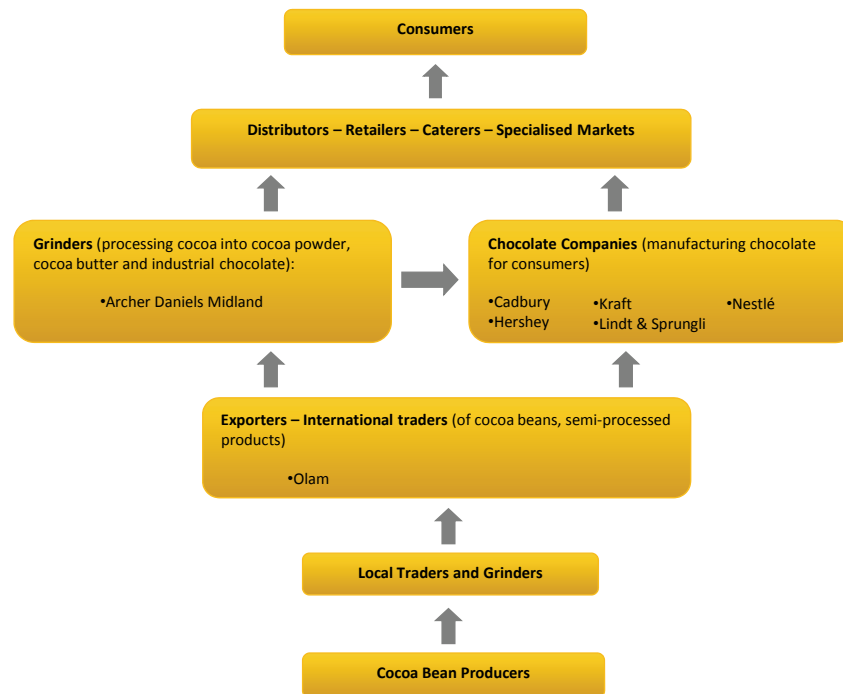 Consumers
Distributors – Retailers – Caterers – Specialised Markets
Grinders (processing cocoa into cocoa powder,
cocoa butter and industrial chocolate):
•Archer Daniels Midland
Chocolate Companies (manufacturing chocolate
for consumers)
•Cadbury •Kraft •Nestlé
•Hershey •Lindt & Sprungli
Exporters – International traders (of cocoa beans, semi-processed
products)
•Olam
Local Traders and Grinders
Cocoa Bean Producers